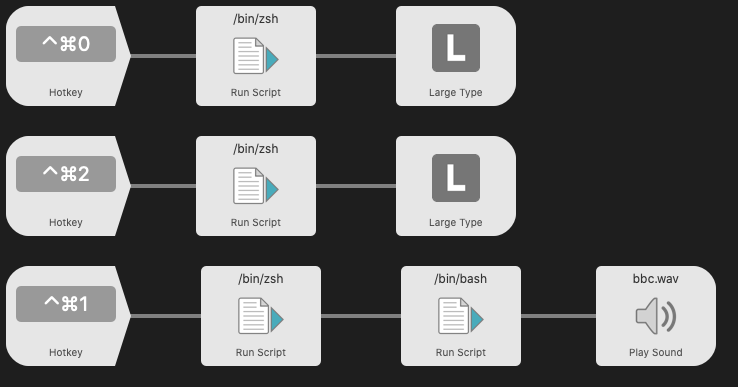 /bin/zsh
^⌘0
L
Hotkey
Run Script
Large Type
/bin/zsh
^⌘2
L
Hotkey
Run Script
Large Type
/bin/zsh
/bin/bash
bbc.wav
^⌘1
Hotkey
Run Script
Run Script
Play Sound